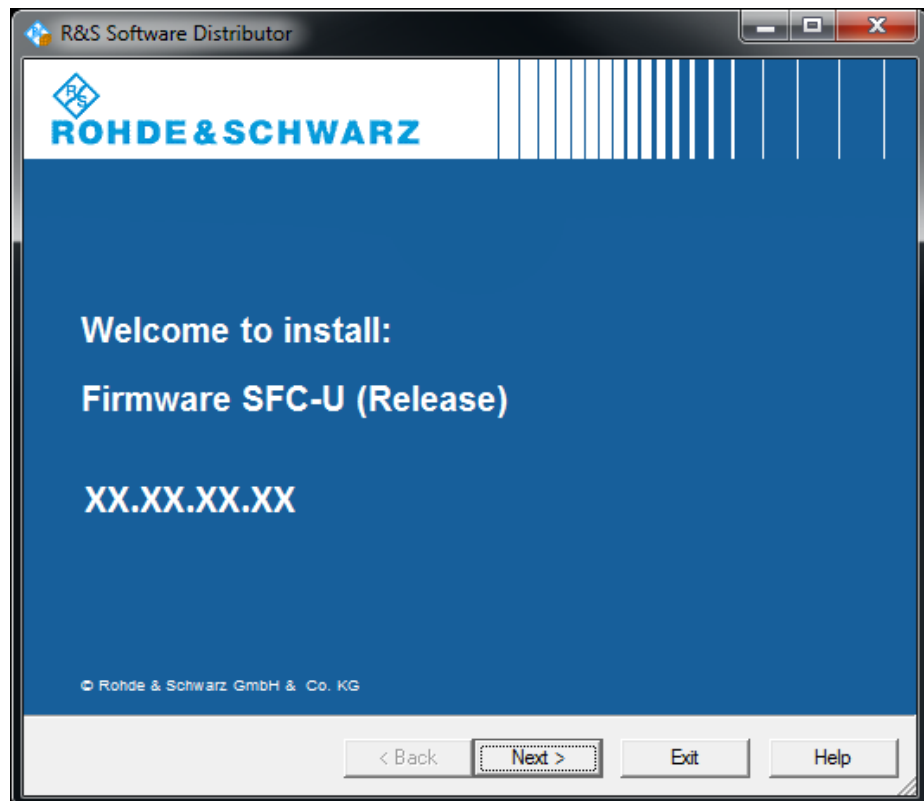 R&S Software Distributor
R S
ROHDE&SCHWARZ
Welcome to install:
Firmware SFC-U (Release)
XX.XX.XX.XX
© Rohde & Schwarz GmbH & Co. KG
< Back Next > Exit Help